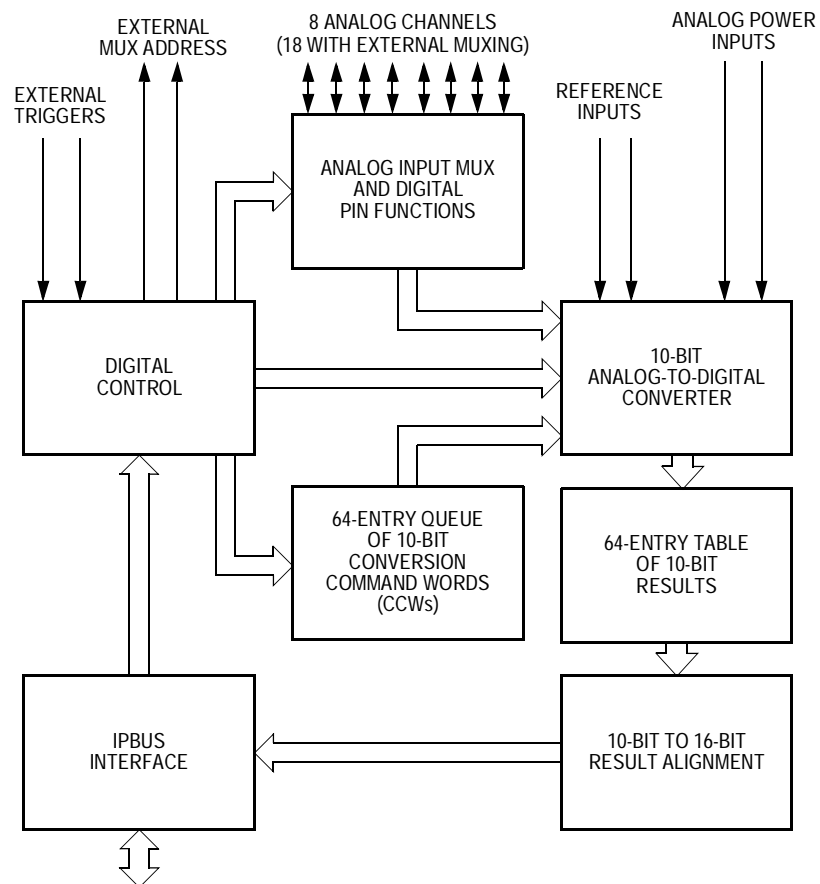 EXTERNAL
MUX ADDRESS
8 ANALOG CHANNELS
(18 WITH EXTERNAL MUXING)
ANALOG POWER
INPUTS
EXTERNAL
TRIGGERS
REFERENCE
INPUTS
ANALOG INPUT MUX
AND DIGITAL
PIN FUNCTIONS
DIGITAL
CONTROL
10-BIT
ANALOG-TO-DIGITAL
CONVERTER
64-ENTRY QUEUE
OF 10-BIT
CONVERSION
COMMAND WORDS
(CCWs)
64-ENTRY TABLE
OF 10-BIT
RESULTS
IPBUS
INTERFACE
10-BIT TO 16-BIT
RESULT ALIGNMENT